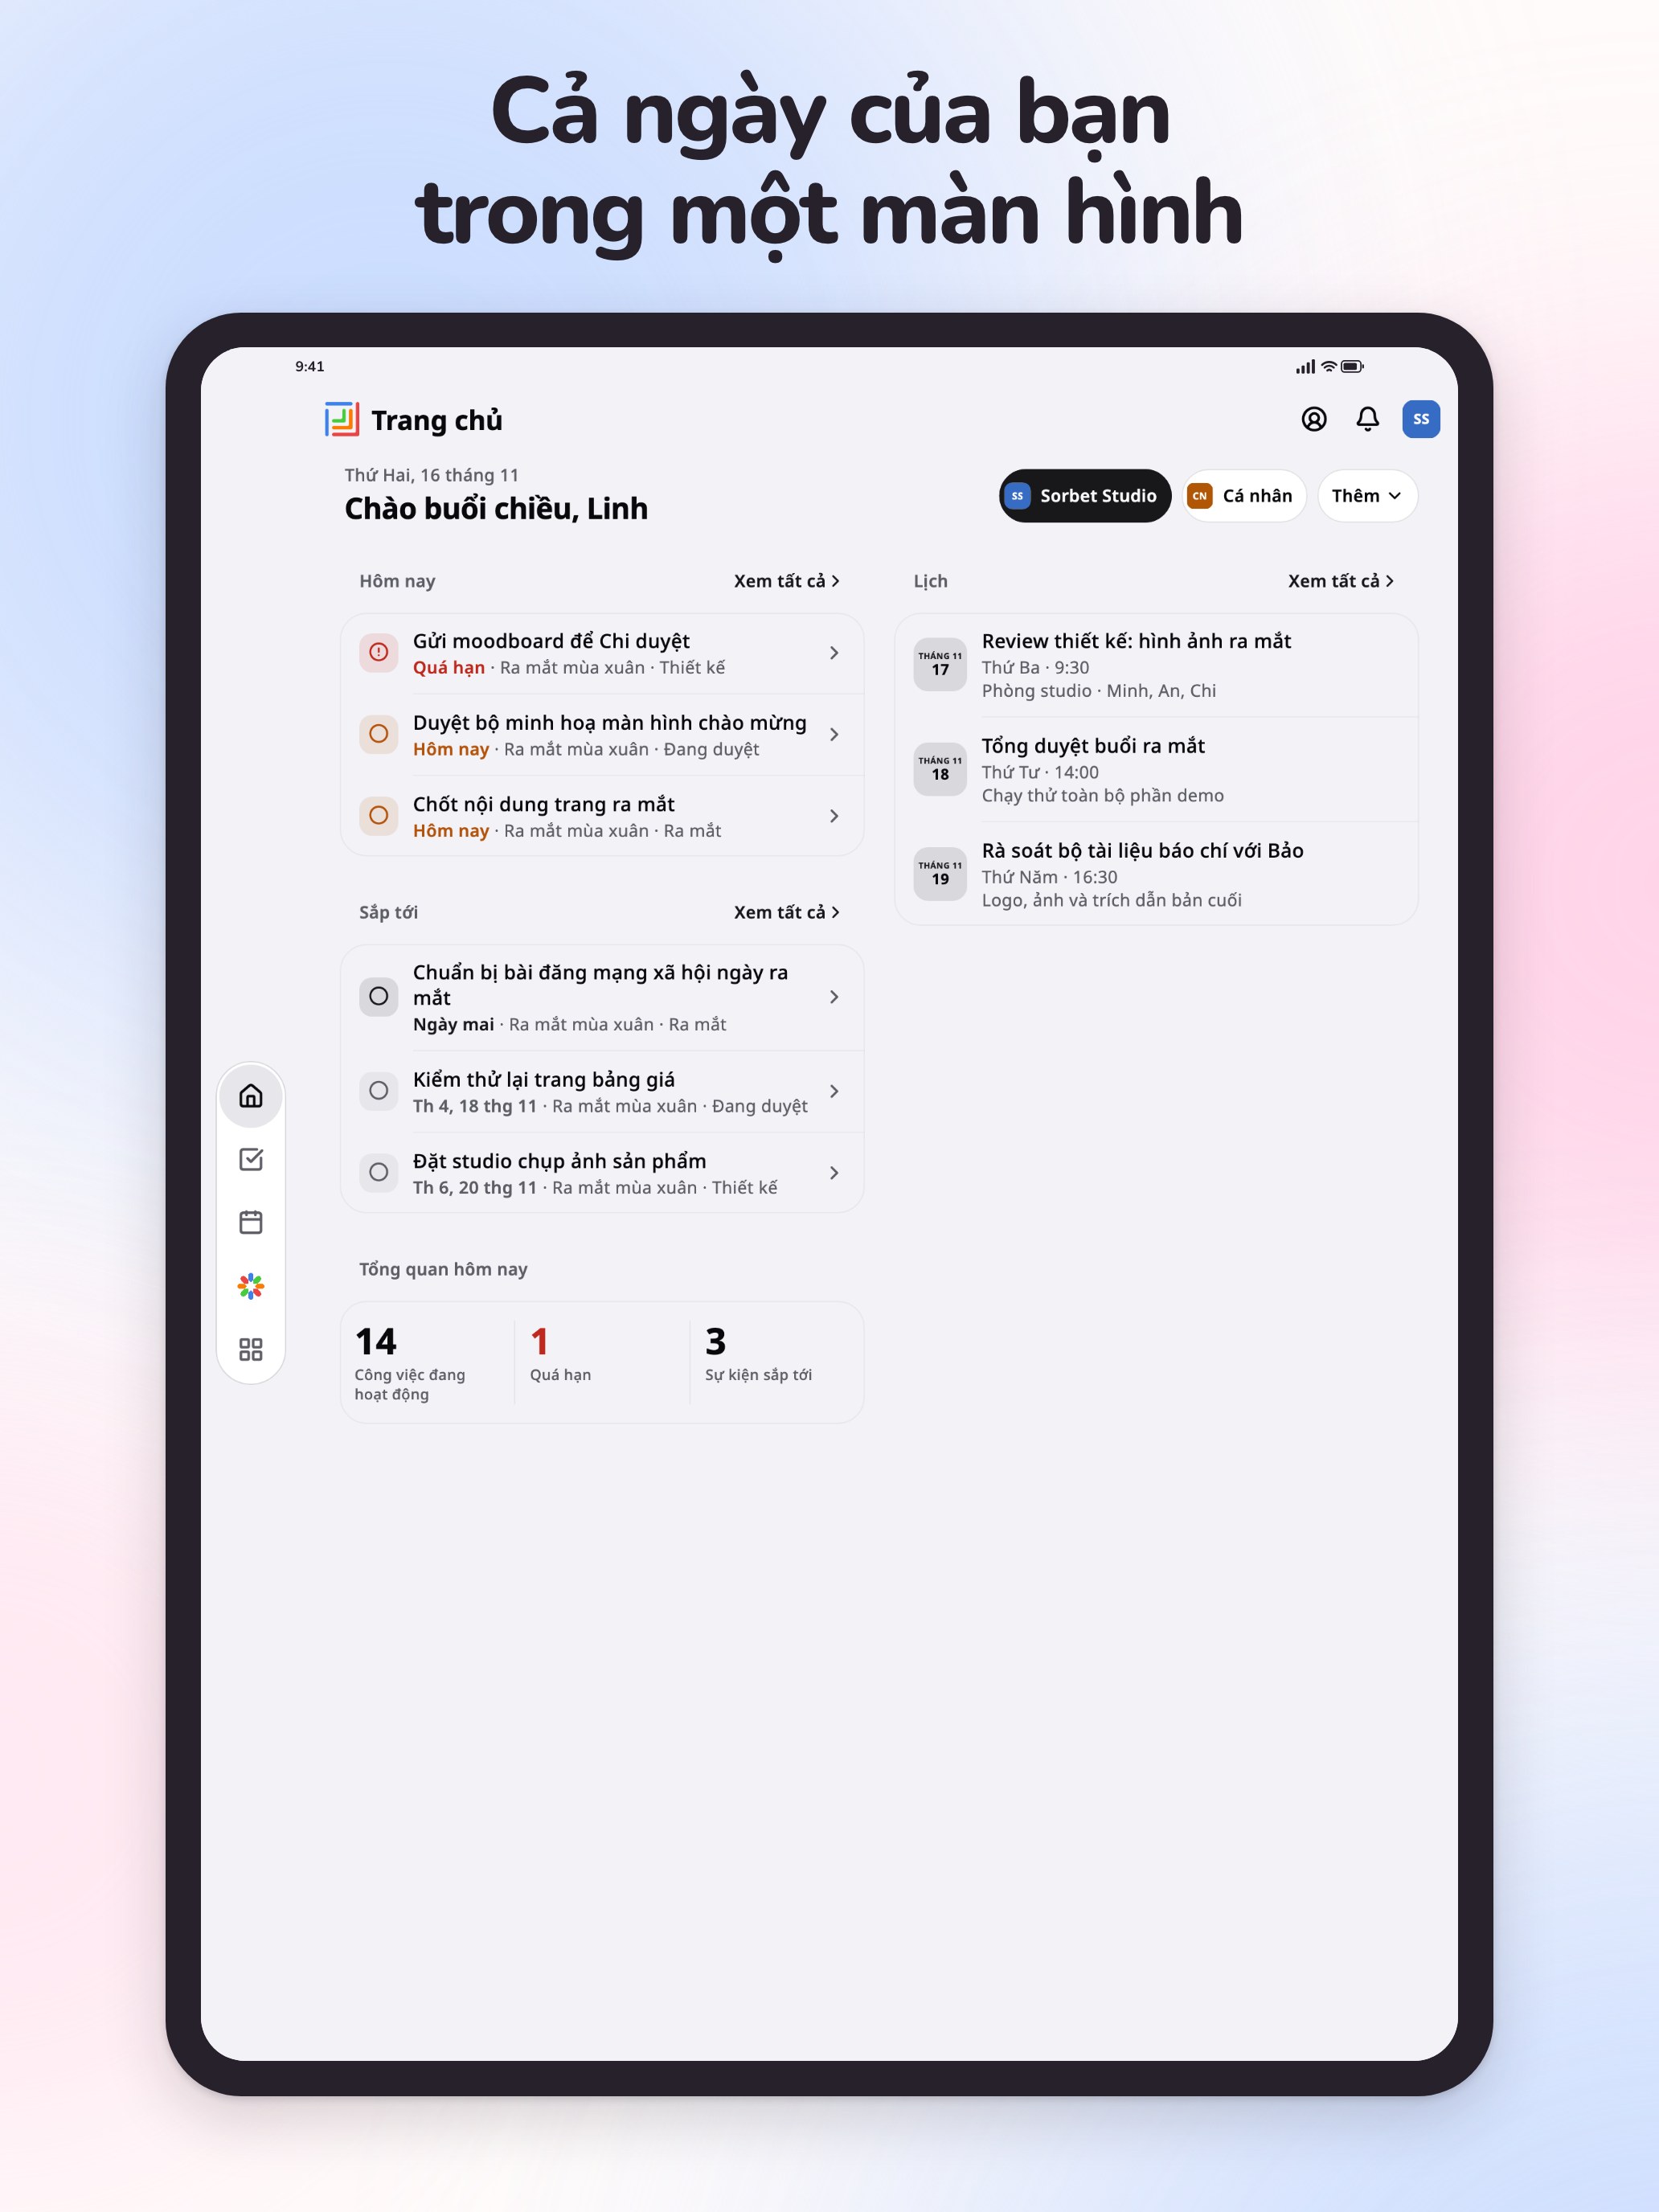 Cả ngày của bạn
trong một màn hình
9:41
Trang chủ
SS
Thứ Hai, 16 tháng 11
Chào buổi chiều, Linh
SS Sorbet Studio
CN Cá nhân
Thêm
Hôm nay
Xem tất cả
Gửi moodboard để Chi duyệt
Quá hạn · Ra mắt mùa xuân · Thiết kế
Duyệt bộ minh hoạ màn hình chào mừng
Hôm nay · Ra mắt mùa xuân · Đang duyệt
Chốt nội dung trang ra mắt
Hôm nay · Ra mắt mùa xuân · Ra mắt
Sắp tới
Xem tất cả
Chuẩn bị bài đăng mạng xã hội ngày ra
mắt
Ngày mai · Ra mắt mùa xuân · Ra mắt
Kiểm thử lại trang bảng giá
Th 4, 18 thg 11 · Ra mắt mùa xuân · Đang duyệt
Đặt studio chụp ảnh sản phẩm
Th 6, 20 thg 11 · Ra mắt mùa xuân · Thiết kế
Tổng quan hôm nay
14
Công việc đang
hoạt động
1
Quá hạn
3
Sự kiện sắp tới
Lịch
Xem tất cả
THÁNG 11
17
Review thiết kế: hình ảnh ra mắt
Thứ Ba · 9:30
Phòng studio · Minh, An, Chi
THÁNG 11
18
Tổng duyệt buổi ra mắt
Thứ Tư · 14:00
Chạy thử toàn bộ phần demo
THÁNG 11
19
Rà soát bộ tài liệu báo chí với Bảo
Thứ Năm · 16:30
Logo, ảnh và trích dẫn bản cuối